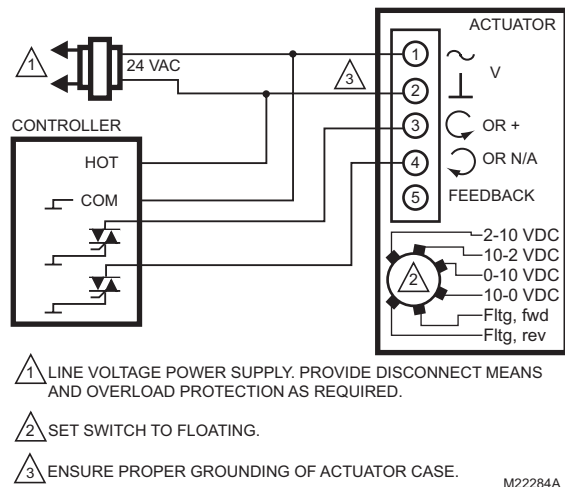 ACTUATOR
1
24 VAC
3
1
V
2
CONTROLLER
3 OR +
HOT
4 OR N/A
COM
5 FEEDBACK
2-10 VDC
10-2 VDC
0-10 VDC
2
10-0 VDC
Fltg, fwd
Fltg, rev
1 LINE VOLTAGE POWER SUPPLY. PROVIDE DISCONNECT MEANS
AND OVERLOAD PROTECTION AS REQUIRED.
2 SET SWITCH TO FLOATING.
3 ENSURE PROPER GROUNDING OF ACTUATOR CASE.
M22284A